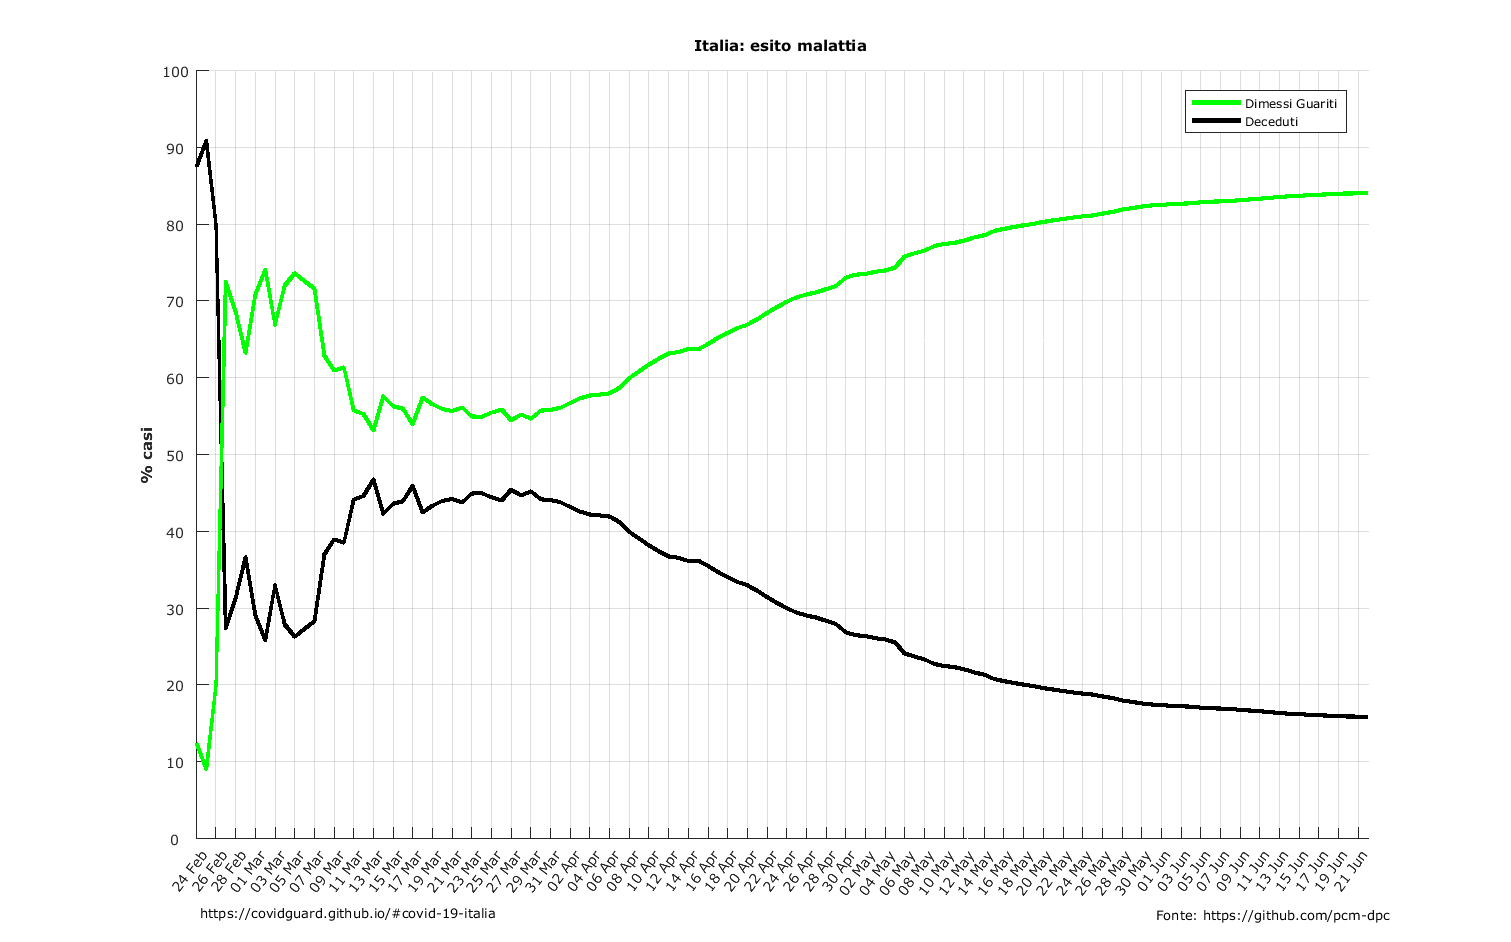 Italia: esito malattia
Dimessi Guariti
Deceduti
% casi
100
90
80
70
60
50
40
30
20
10
0
24 Feb
26 Feb
28 Feb
01 Mar
03 Mar
05 Mar
07 Mar
09 Mar
11 Mar
13 Mar
15 Mar
17 Mar
19 Mar
21 Mar
23 Mar
25 Mar
27 Mar
29 Mar
31 Mar
02 Apr
04 Apr
06 Apr
08 Apr
10 Apr
12 Apr
14 Apr
16 Apr
18 Apr
20 Apr
22 Apr
24 Apr
26 Apr
28 Apr
30 Apr
02 May
04 May
06 May
08 May
10 May
12 May
14 May
16 May
18 May
20 May
22 May
24 May
26 May
28 May
30 May
01 Jun
03 Jun
05 Jun
07 Jun
09 Jun
11 Jun
13 Jun
15 Jun
17 Jun
19 Jun
21 Jun
https://covidguard.github.io/#covid-19-italia
Fonte: https://github.com/pcm-dpc